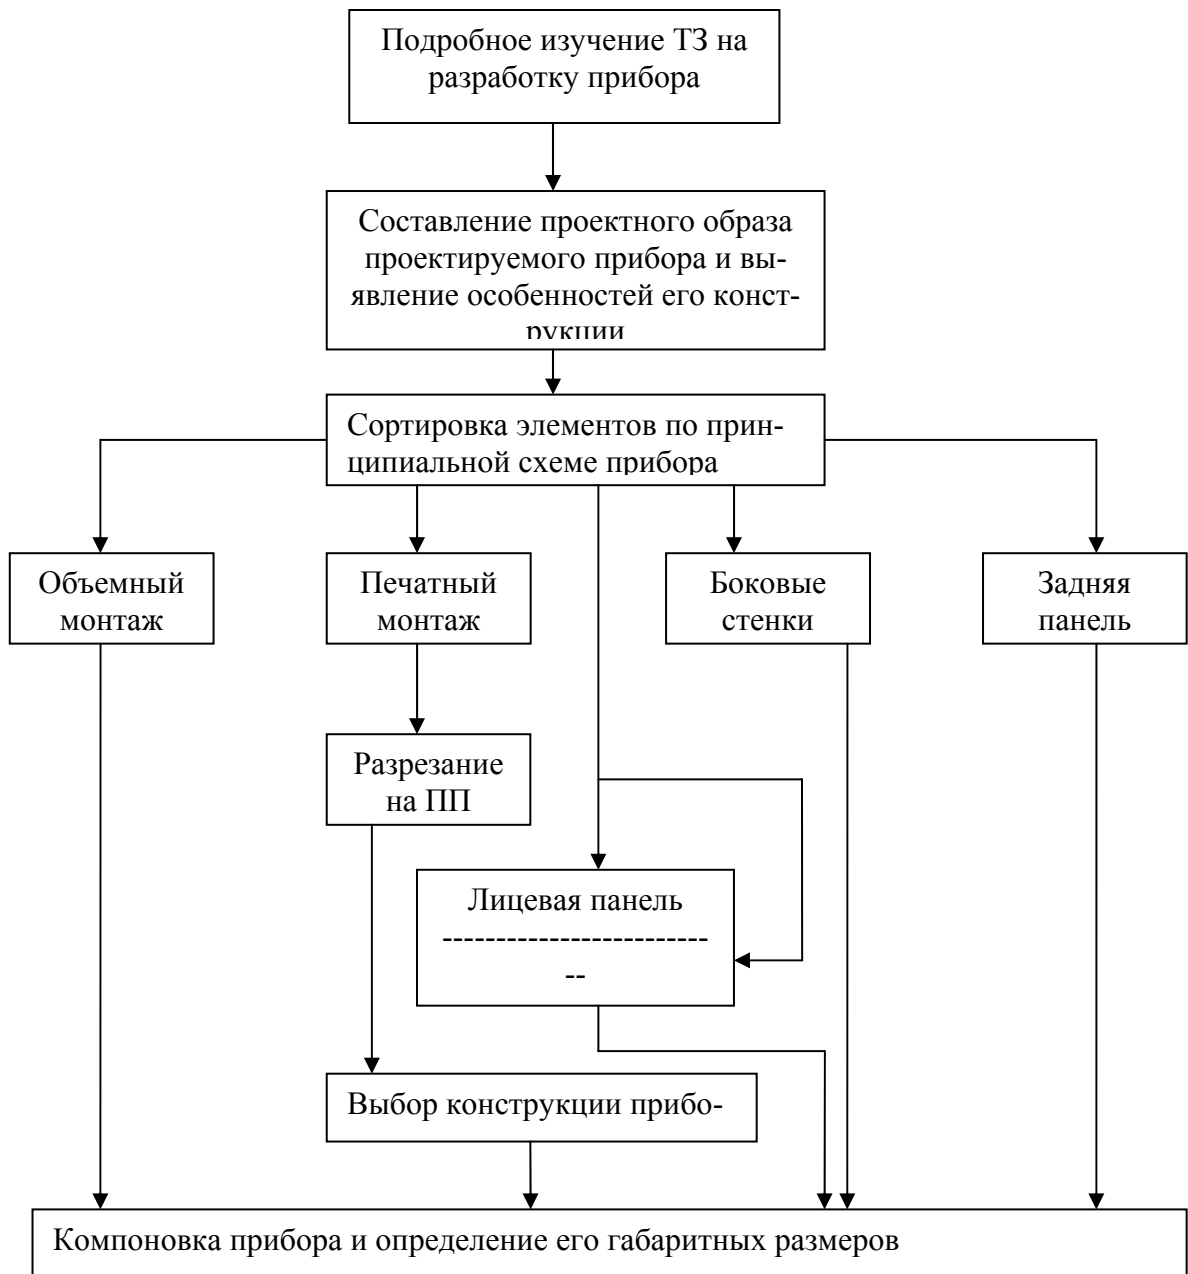 Подробное изучение ТЗ на
разработку прибора
Составление проектного образа
проектируемого прибора и вы-
явление особенностей его конст-
рукции
Сортировка элементов по прин-
ципиальной схеме прибора
Объемный
монтаж
Печатный
монтаж
Боковые
стенки
Задняя
панель
Разрезание
на ПП
Лицевая панель
-------------------------
--
Выбор конструкции прибо-
Компоновка прибора и определение его габаритных размеров